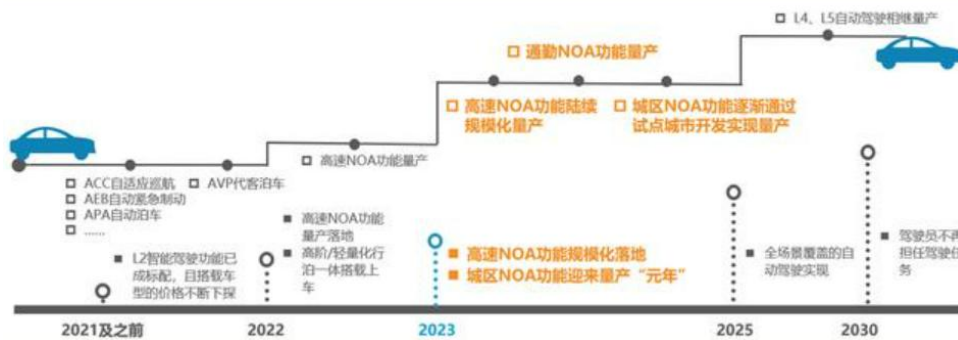 □ L4、L5自动驾驶相继量产
□ 通勤NOA功能量产
□ 高速NOA功能陆续
规模化量产
□ 城区NOA功能逐渐通过
试点城市开发实现量产
□ 高速NOA功能量产
□ ACC自适应巡航
□ AEB自动紧急制动
□ APA自动泊车
□ ……
□ AVP代客泊车
■ L2智能驾驶功能已
成标配，且搭载车
型的价格不断下探
■ 高速NOA功能
量产落地
■ 高阶/轻量化行
泊一体搭载上
车
■ 高速NOA功能规模化落地
■ 城区NOA功能迎来量产“元年”
■ 全场景覆盖的自
动驾驶实现
■ 驾驶员不再
担任驾驶任
务
2021及之前
2022
2023
2025
2030